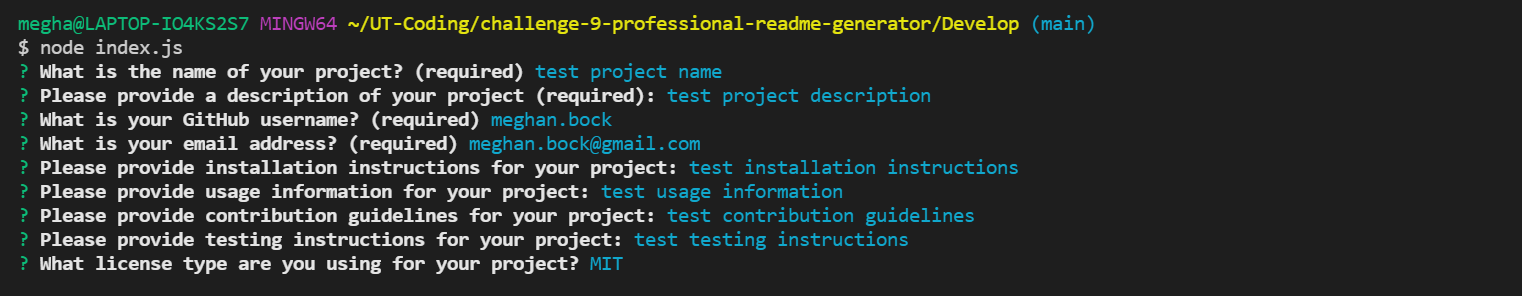 megha@LAPTOP-IO4KS2S7 MINGW64 ~/UT-Coding/challenge-9-professional-readme-generator/Develop (main)
$ node index.js
? What is the name of your project? (required) test project name
? Please provide a description of your project (required): test project description
? What is your GitHub username? (required) meghan.bock
? What is your email address? (required) meghan.bock@gmail.com
? Please provide installation instructions for your project: test installation instructions
? Please provide usage information for your project: test usage information
? Please provide contribution guidelines for your project: test contribution guidelines
? Please provide testing instructions for your project: test testing instructions
? What license type are you using for your project? MIT